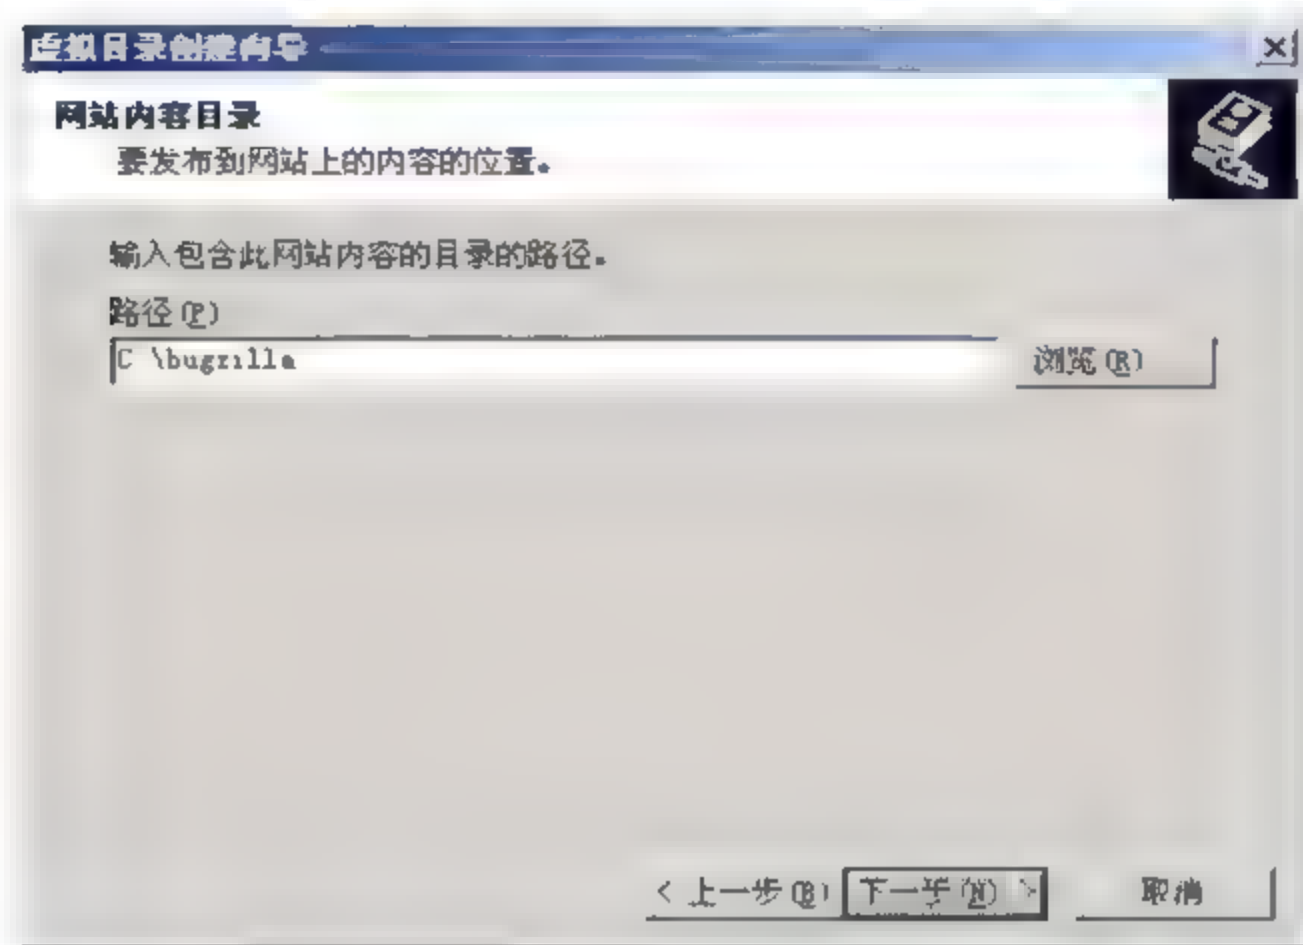 虚拟目录创建向导
网站内容目录
要发布到网站上的内容的位置。
输入包含此网站内容的目录的路径。
路径(P)
C \bugzilla
浏览(R)
< 上一步(B)
下一步(N) >
取消